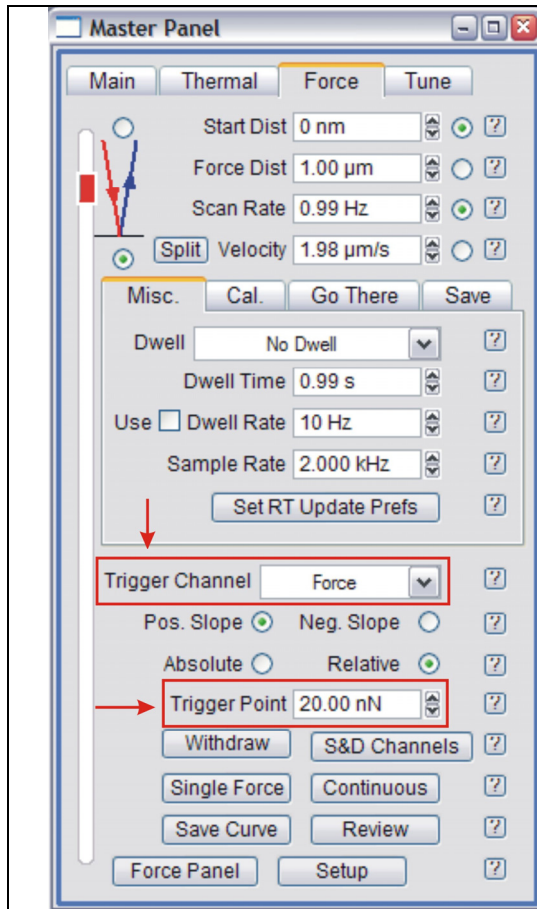 Master Panel
Main Thermal Force Tune
Start Dist 0 nm ?
Force Dist 1.00 µm ?
Scan Rate 0.99 Hz ?
Split Velocity 1.98 µm/s ?
Misc. Cal. Go There Save
Dwell No Dwell ?
Dwell Time 0.99 s ?
Use Dwell Rate 10 Hz ?
Sample Rate 2.000 kHz ?
Set RT Update Prefs ?
Trigger Channel Force ?
Pos. Slope Neg. Slope ?
Absolute Relative ?
Trigger Point 20.00 nN ?
Withdraw S&D Channels ?
Single Force Continuous ?
Save Curve Review ?
Force Panel Setup ?